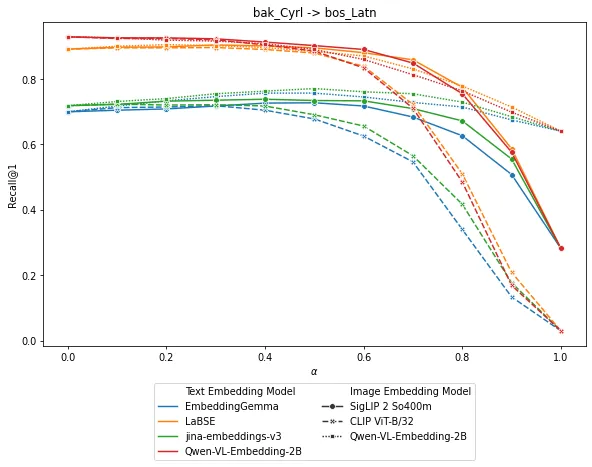 bak_Cyrl -> bos_Latn
Recall@1
0.8
0.6
0.4
0.2
0.0
0.0 0.2 0.4 0.6 0.8 1.0
α
Text Embedding Model Image Embedding Model
EmbeddingGemma SigLIP 2 So400m
LaBSE CLIP ViT-B/32
jina-embeddings-v3 Qwen-VL-Embedding-2B
Qwen-VL-Embedding-2B